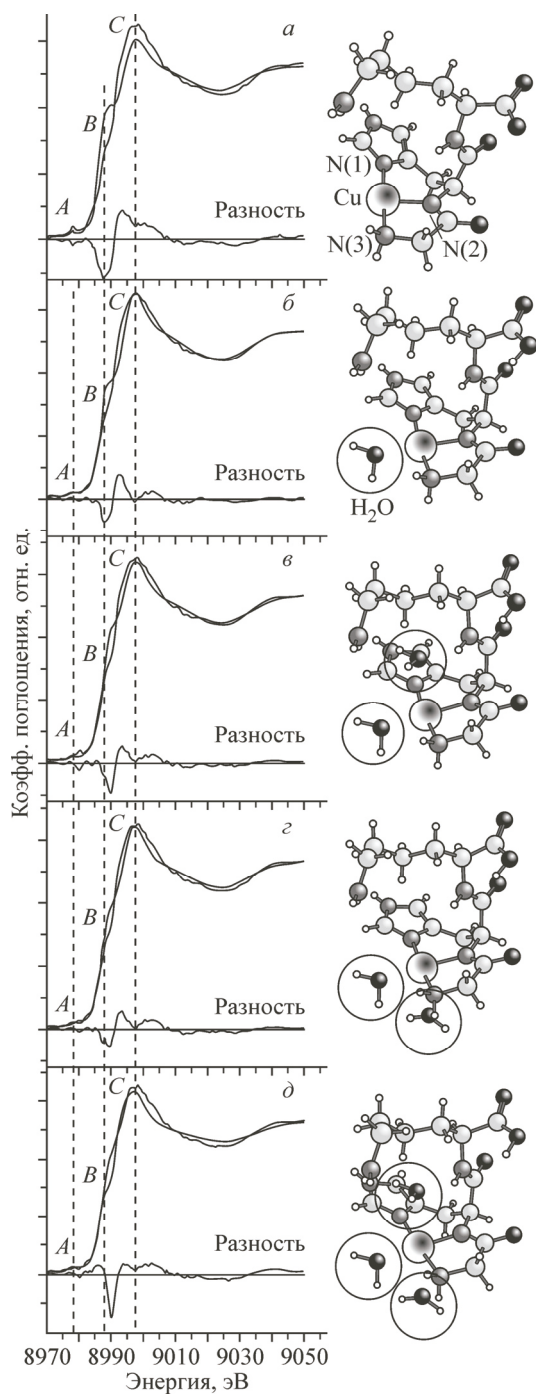 C
а
B
A
Разность
N(1)
Cu
N(3)
N(2)
C
б
B
A
Разность
H₂O
C
в
B
A
Разность
C
г
B
A
Разность
C
д
B
A
Разность
Коэфф. поглощения, отн. ед.
8970 8990 9010 9030 9050
Энергия, эВ